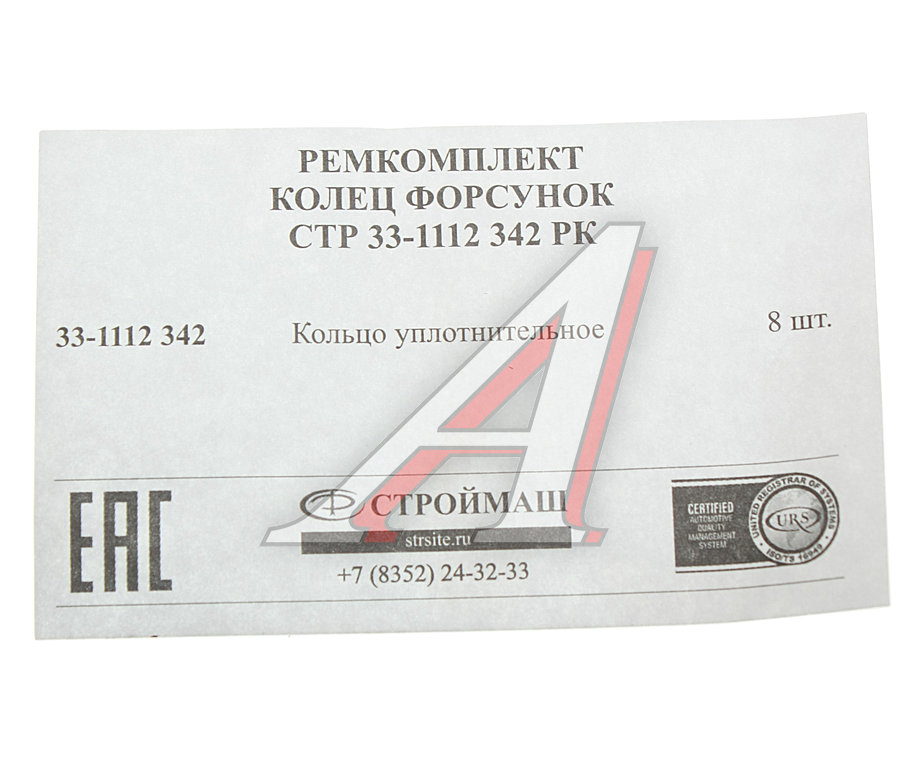 РЕМКОМПЛЕКТ
КОЛЕЦ ФОРСУНОК
СТР 33-1112 342 РК
33-1112 342 Кольцо уплотнительное 8 шт.
ЕАС
СТРОЙМАШ
strsite.ru
+7 (8352) 24-32-33
CERTIFIED
AUTOMOTIVE
QUALITY
MANAGEMENT
SYSTEM
UNITED REGISTRAR OF SYSTEMS
URS
ISO/TS 16949